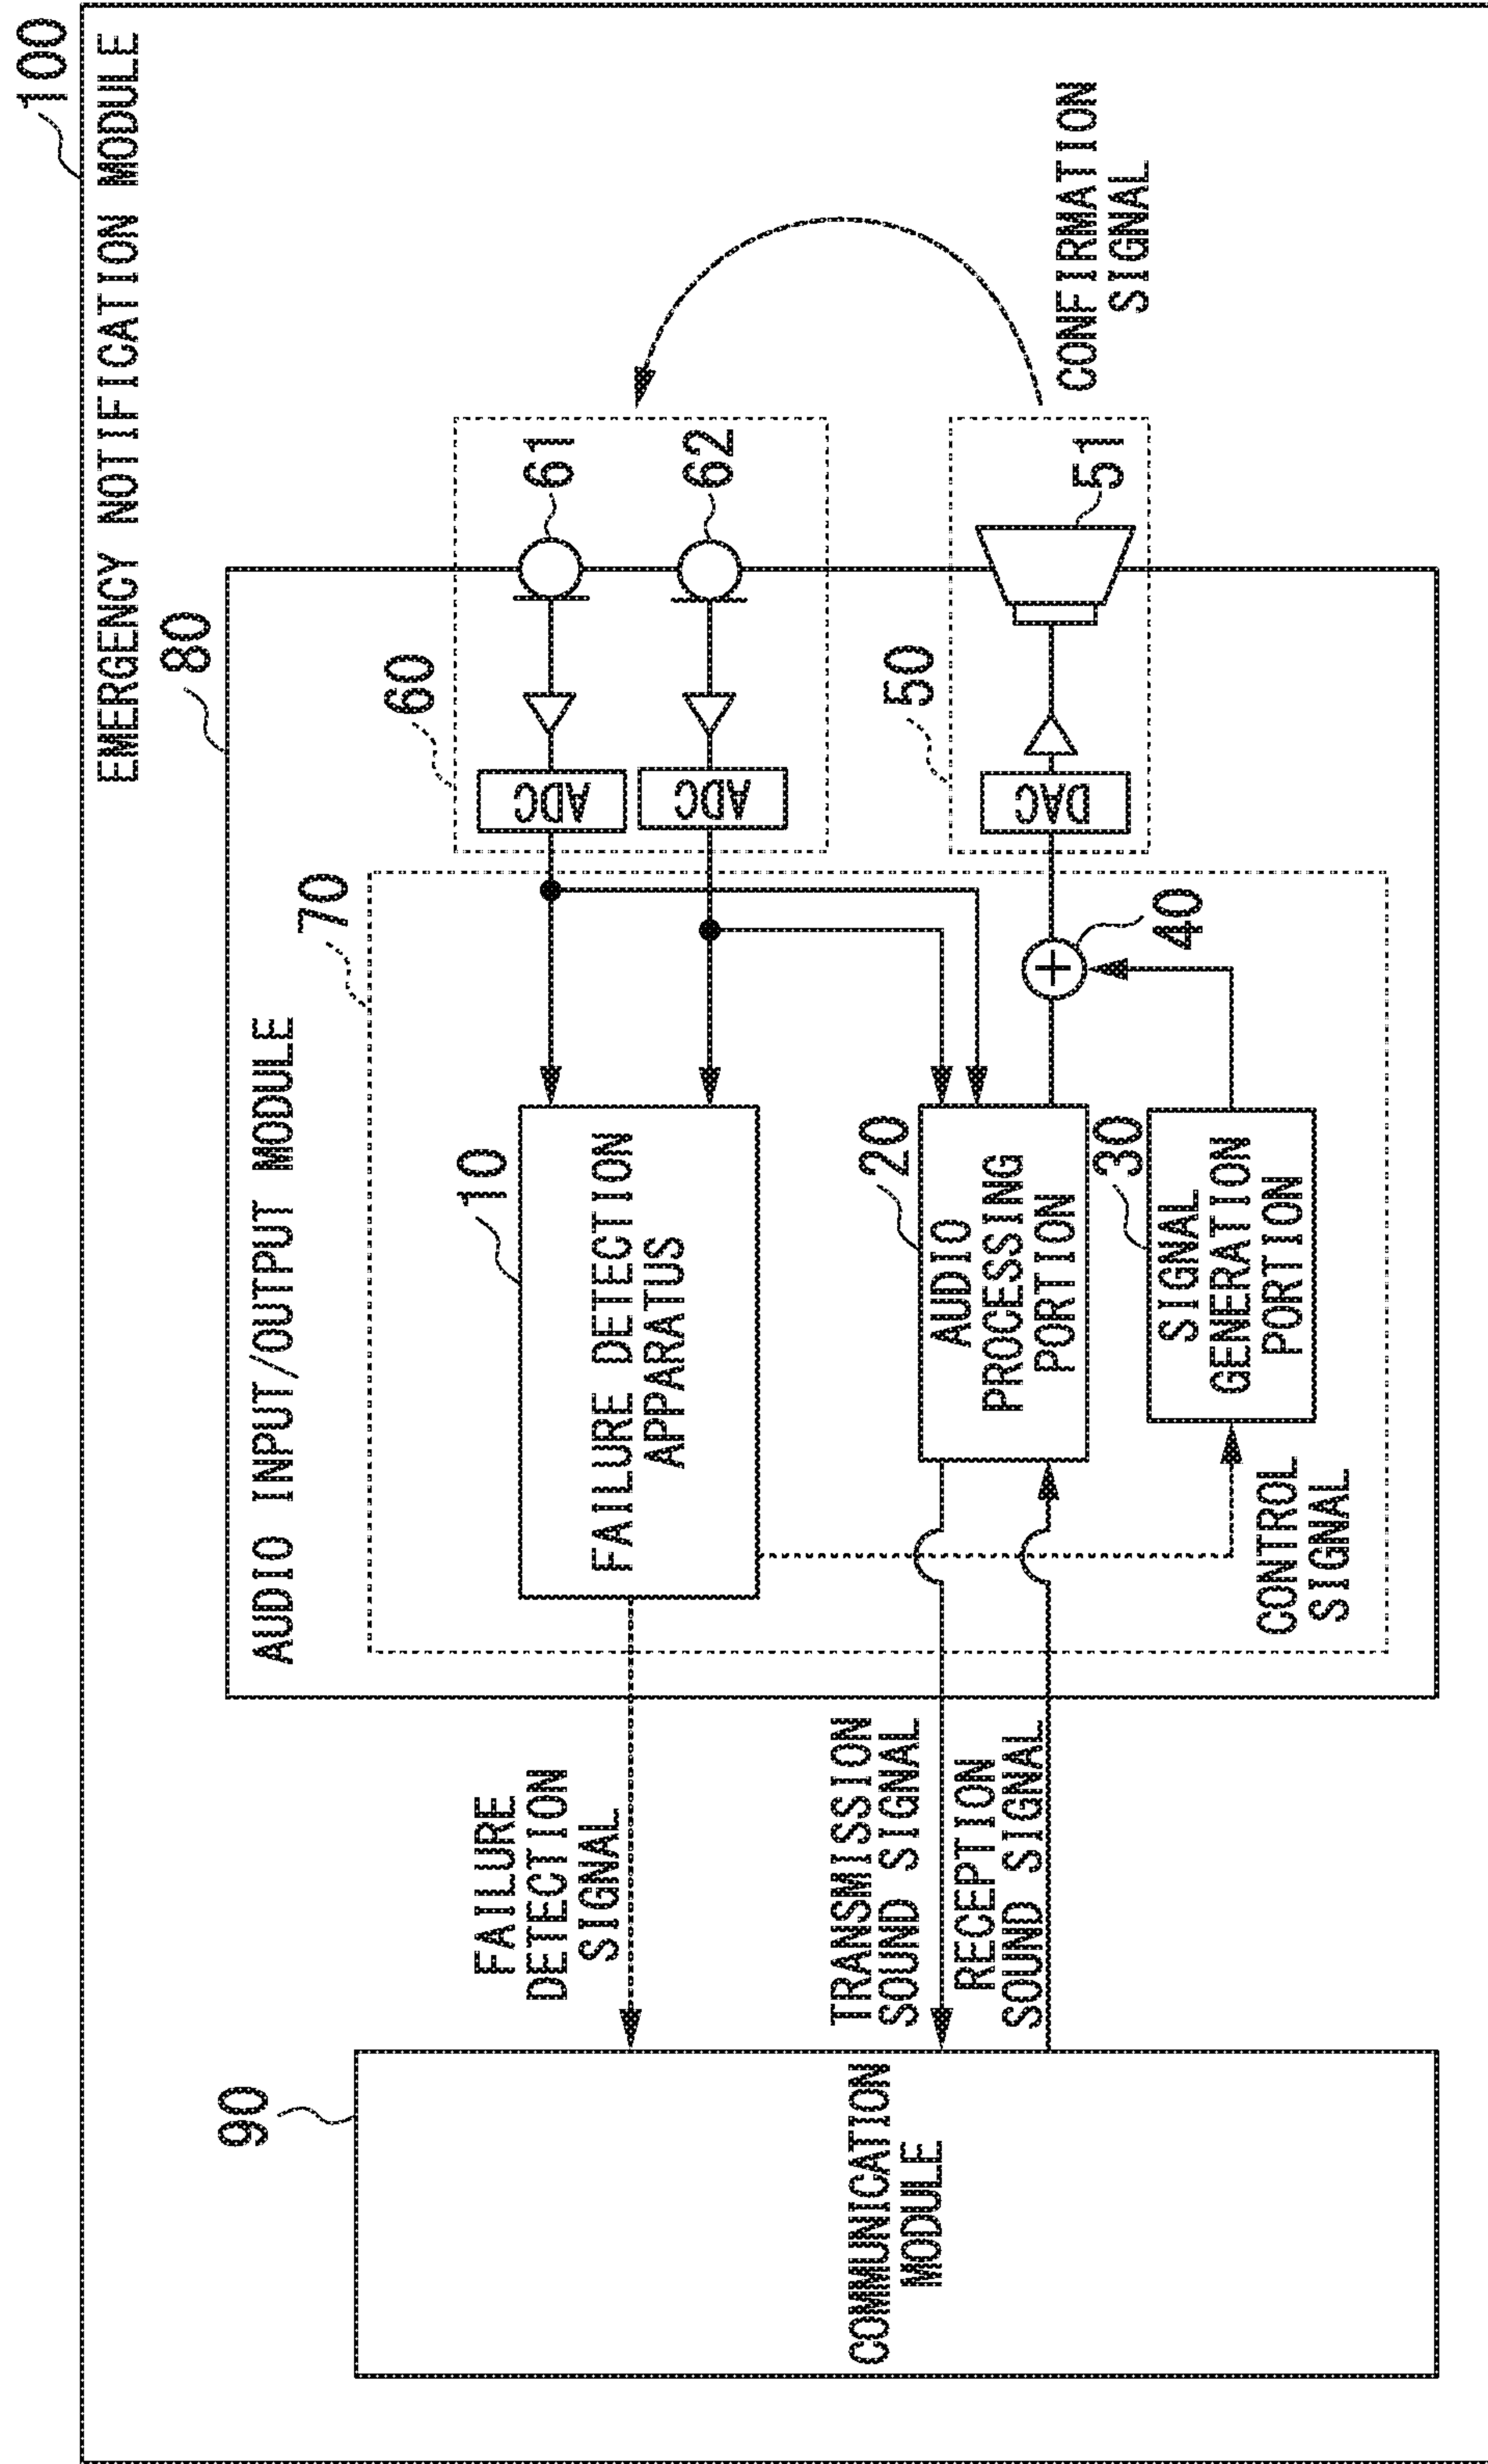 100
EMERGENCY NOTIFICATION MODULE
80
AUDIO INPUT/OUTPUT MODULE
90
COMMUNICATION
MODULE
FAILURE
DETECTION
SIGNAL
TRANSMISSION
SOUND SIGNAL
RECEPTION
SOUND SIGNAL
70
10
FAILURE DETECTION
APPARATUS
20
AUDIO
PROCESSING
PORTION
30
SIGNAL
GENERATION
PORTION
CONTROL
SIGNAL
40
60
ADC
ADC
61
62
50
DAC
51
CONFIRMATION
SIGNAL